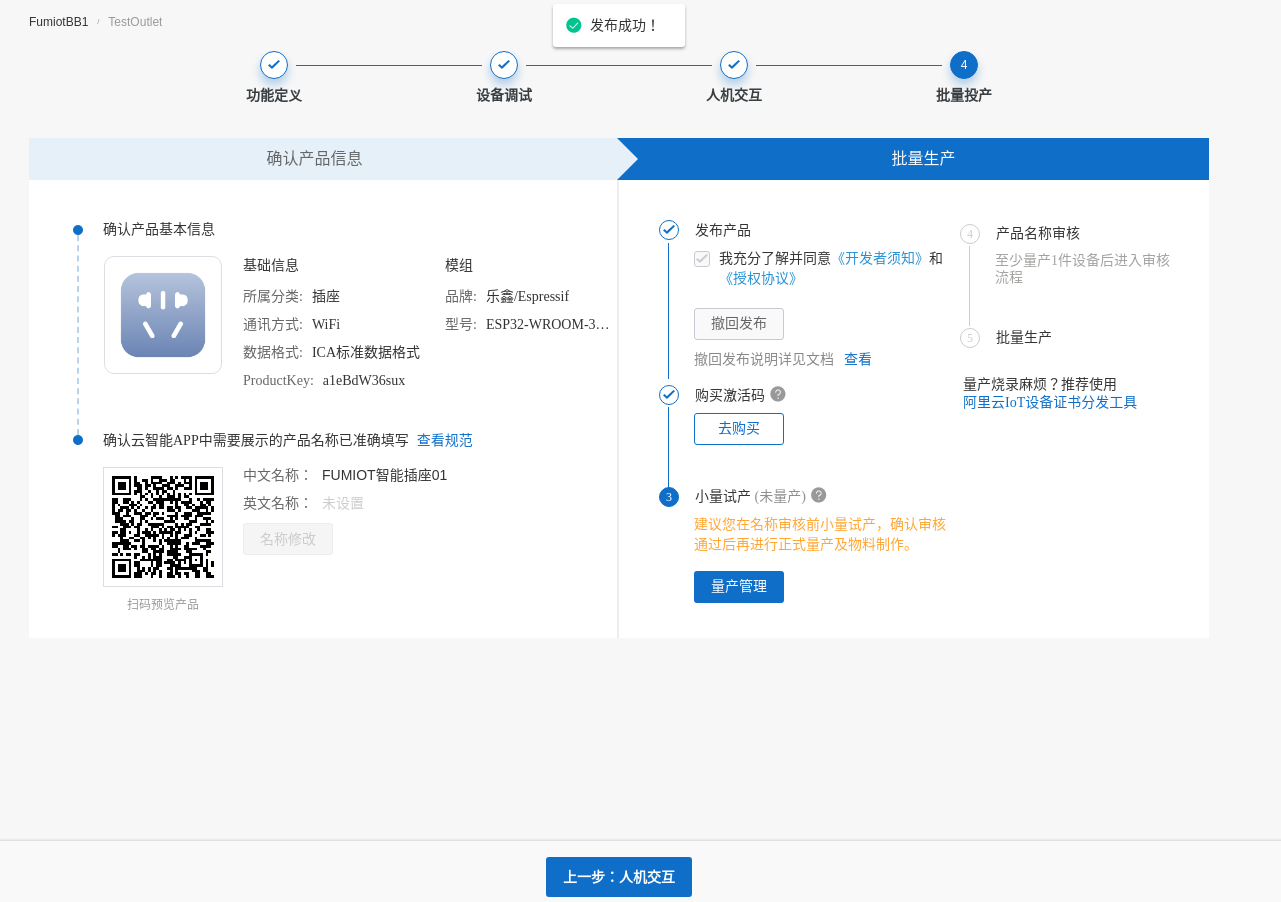 FumiotBB1 / TestOutlet
发布成功！
功能定义
设备调试
人机交互
4
批量投产
确认产品信息
批量生产
确认产品基本信息
基础信息
所属分类: 插座
通讯方式: WiFi
数据格式: ICA标准数据格式
ProductKey: a1eBdW36sux
模组
品牌: 乐鑫/Espressif
型号: ESP32-WROOM-3…
确认云智能APP中需要展示的产品名称已准确填写 查看规范
中文名称： FUMIOT智能插座01
英文名称： 未设置
名称修改
扫码预览产品
发布产品
我充分了解并同意《开发者须知》和
《授权协议》
撤回发布
撤回发布说明详见文档 查看
购买激活码 ?
去购买
3 小量试产 (未量产) ?
建议您在名称审核前小量试产，确认审核
通过后再进行正式量产及物料制作。
量产管理
4 产品名称审核
至少量产1件设备后进入审核
流程
5 批量生产
量产烧录麻烦？推荐使用
阿里云IoT设备证书分发工具
上一步：人机交互